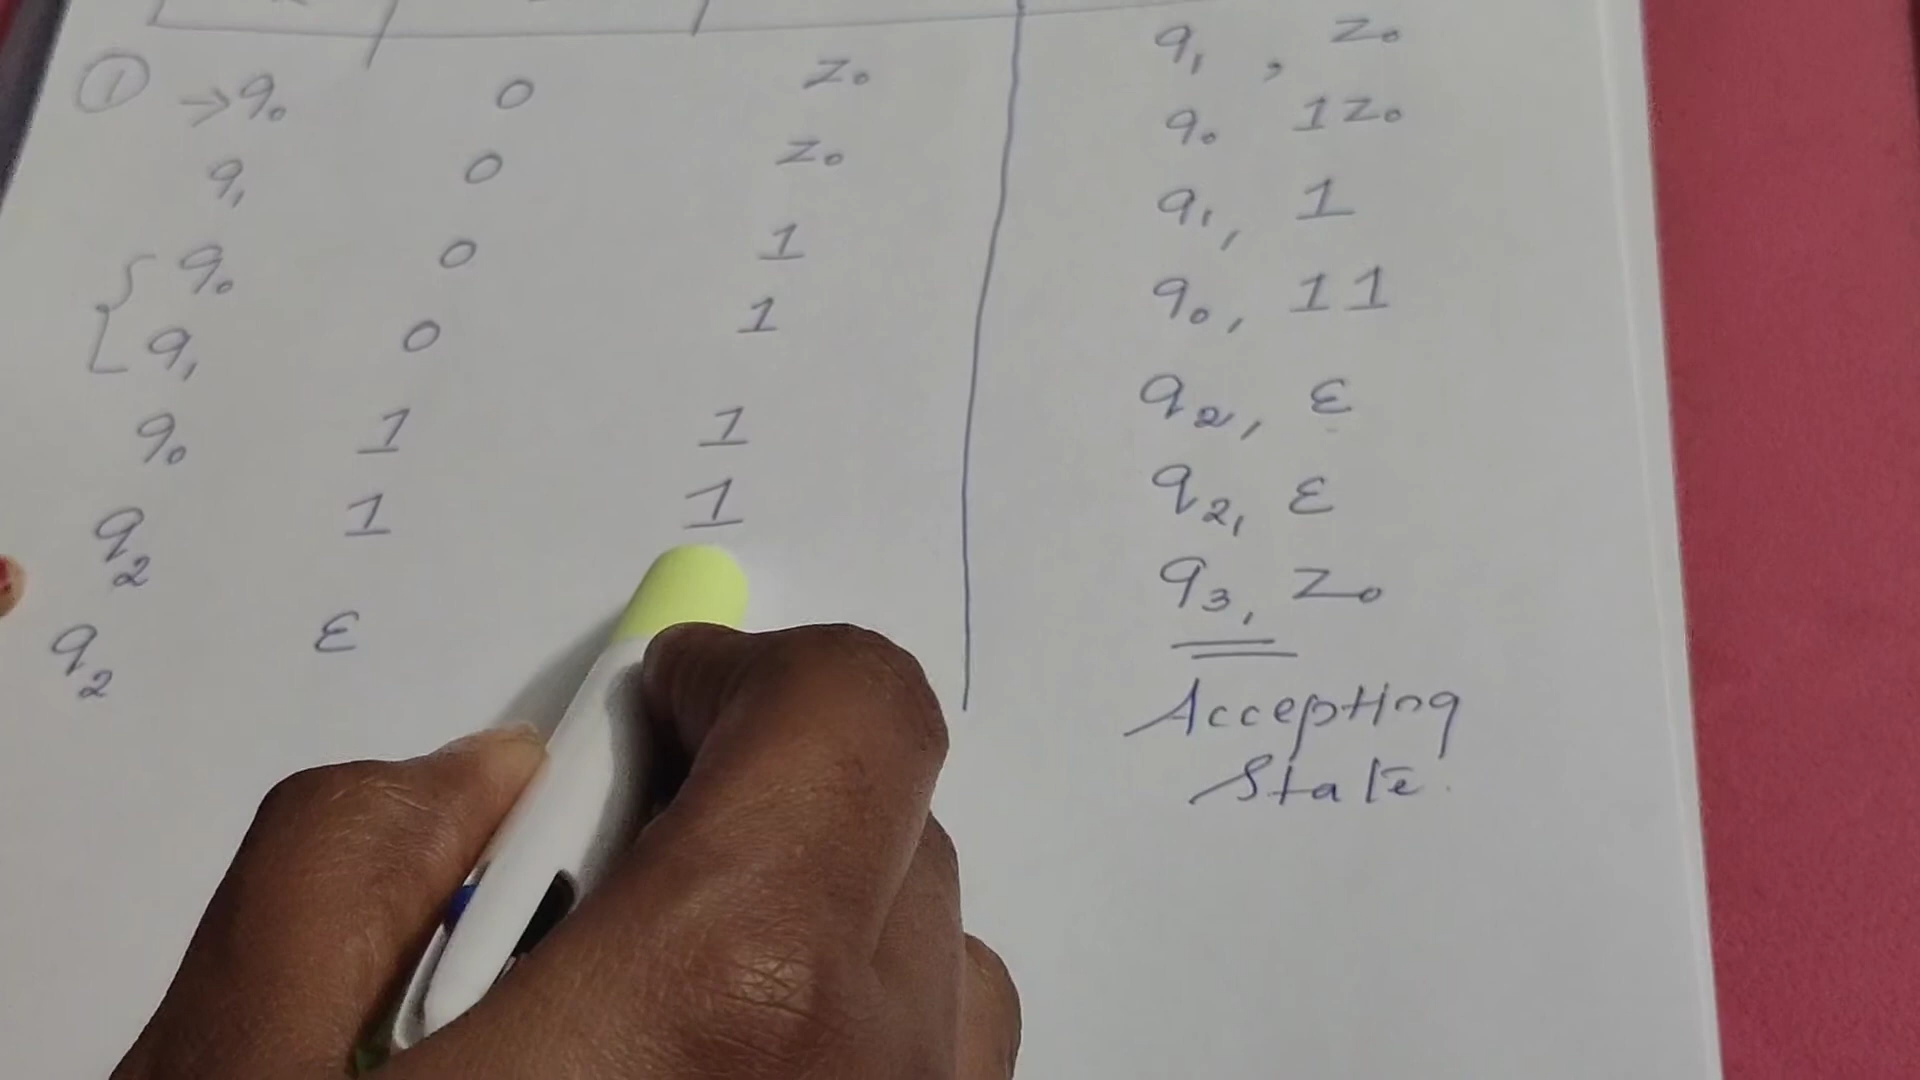 ① →q₀ 0 z₀ q₁, z₀
q₁ 0 z₀ q₀ 1z₀
q₀ 0 1 q₁, 1
q₁ 0 1 q₀, 11
q₀ 1 1 q₂, ε
q₂ 1 1 q₂, ε
q₂ ε q₃, z₀
Accepting
State.